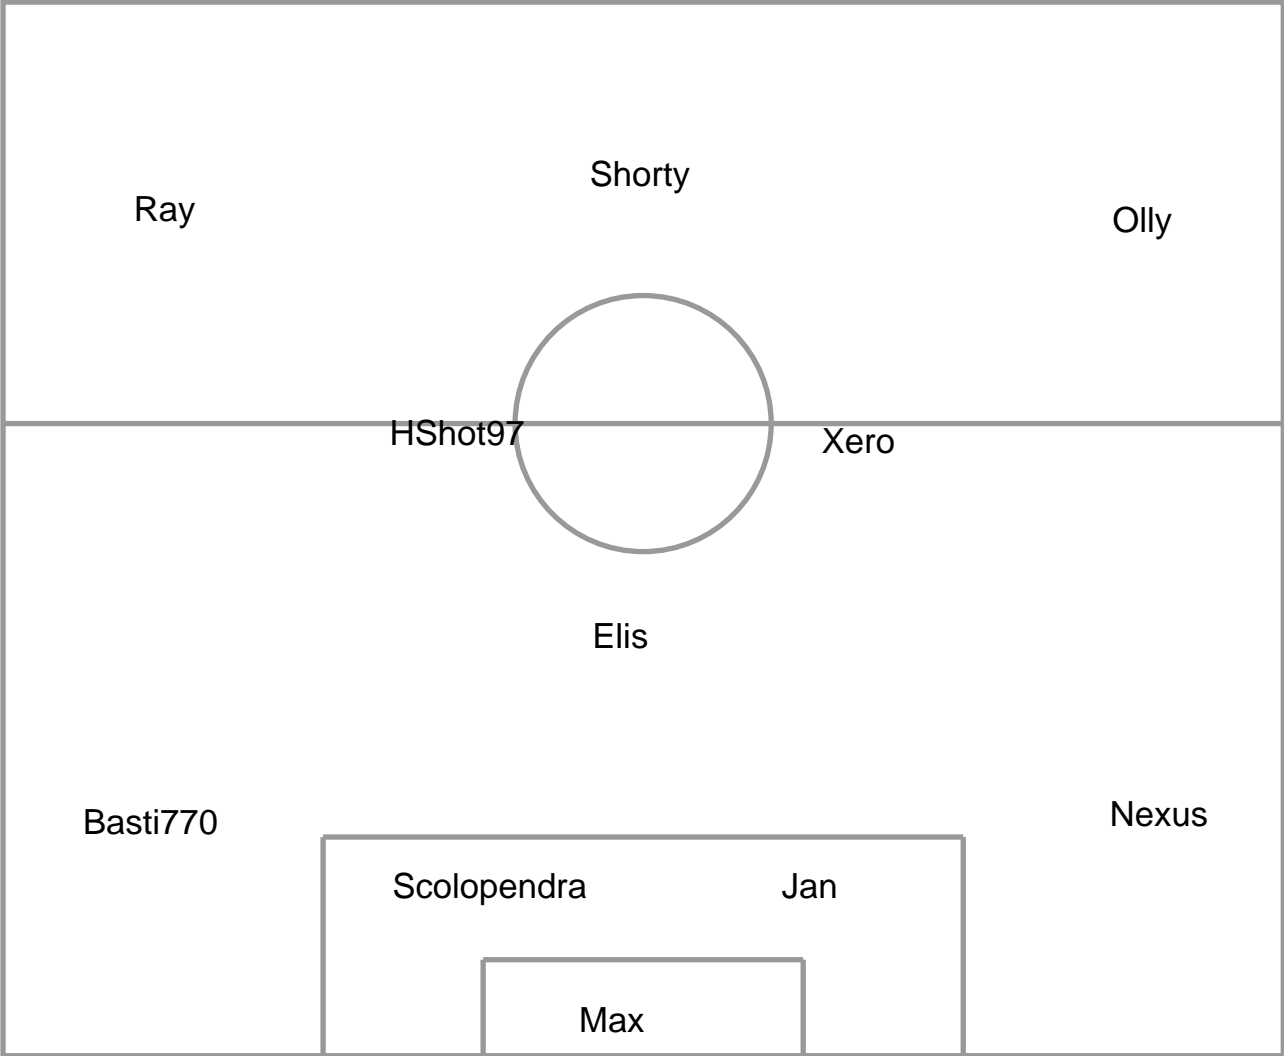 Shorty
Ray
Olly
HShot97
Xero
Elis
Basti770
Nexus
Scolopendra
Jan
Max